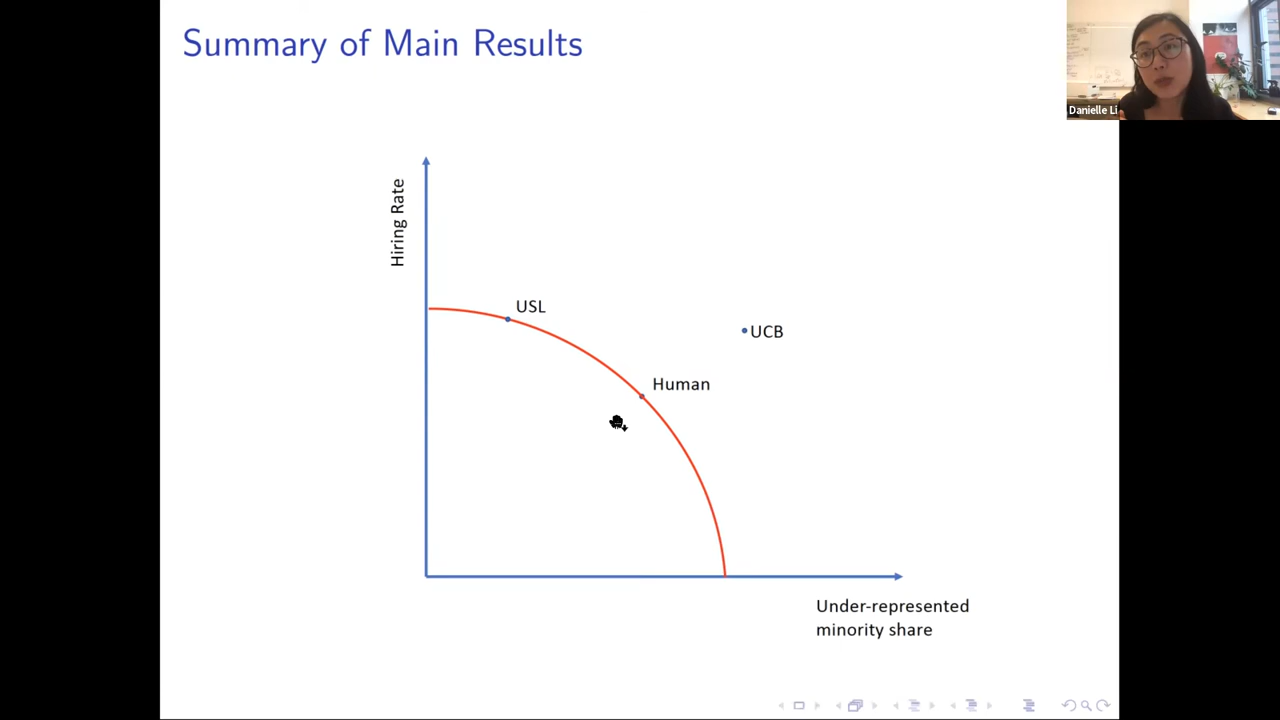 Summary of Main Results
Danielle Li
Hiring Rate
USL
UCB
Human
Under-represented
minority share